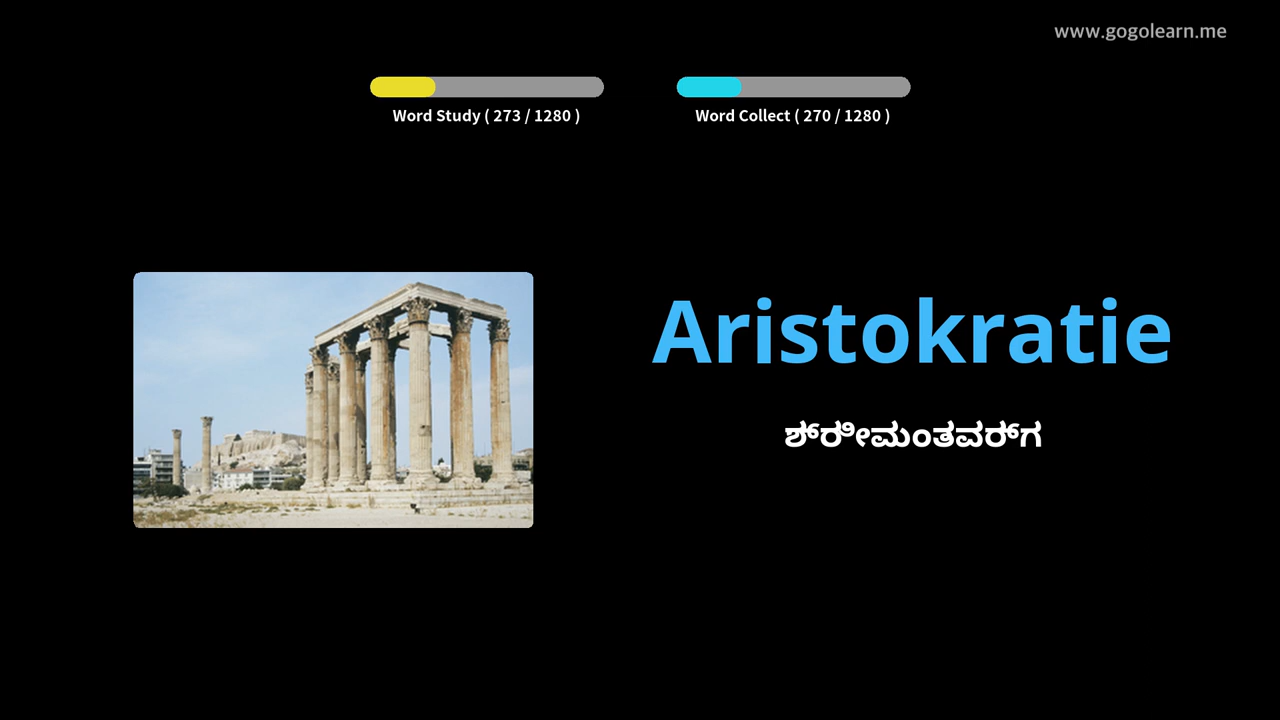 www.gogolearn.me
Word Study ( 273 / 1280 )
Word Collect ( 270 / 1280 )
Aristokratie
ಶ್ರೀಮಂತವರ್ಗ